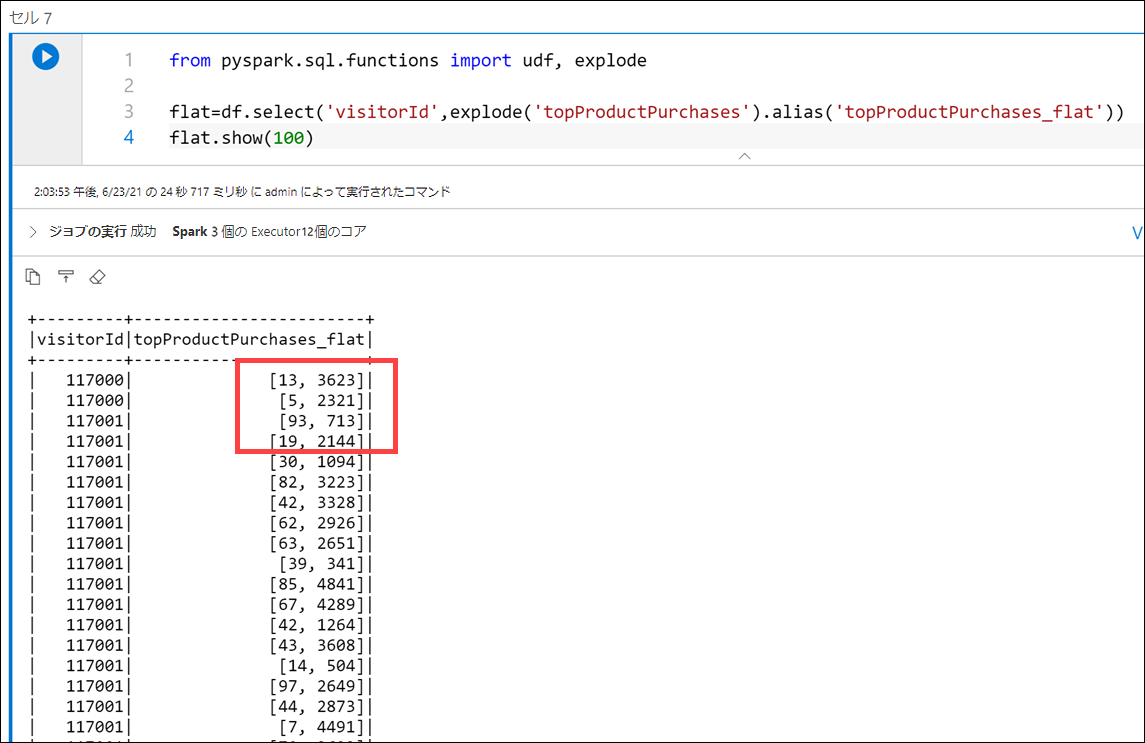 セル 7
1 from pyspark.sql.functions import udf, explode
2
3 flat=df.select('visitorId',explode('topProductPurchases').alias('topProductPurchases_flat'))
4 flat.show(100)
2:03:53 午後, 6/23/21 の 24 秒 717 ミリ秒 に admin によって実行されたコマンド
ジョブの実行 成功 Spark 3 個の Executor12個のコア V
+---------+------------------------+
|visitorId|topProductPurchases_flat|
+---------+------------------------+
| 117000| [13, 3623]|
| 117000| [5, 2321]|
| 117001| [93, 713]|
| 117001| [19, 2144]|
| 117001| [30, 1094]|
| 117001| [82, 3223]|
| 117001| [42, 3328]|
| 117001| [62, 2926]|
| 117001| [63, 2651]|
| 117001| [39, 341]|
| 117001| [85, 4841]|
| 117001| [67, 4289]|
| 117001| [42, 1264]|
| 117001| [43, 3608]|
| 117001| [14, 504]|
| 117001| [97, 2649]|
| 117001| [44, 2873]|
| 117001| [7, 4491]|